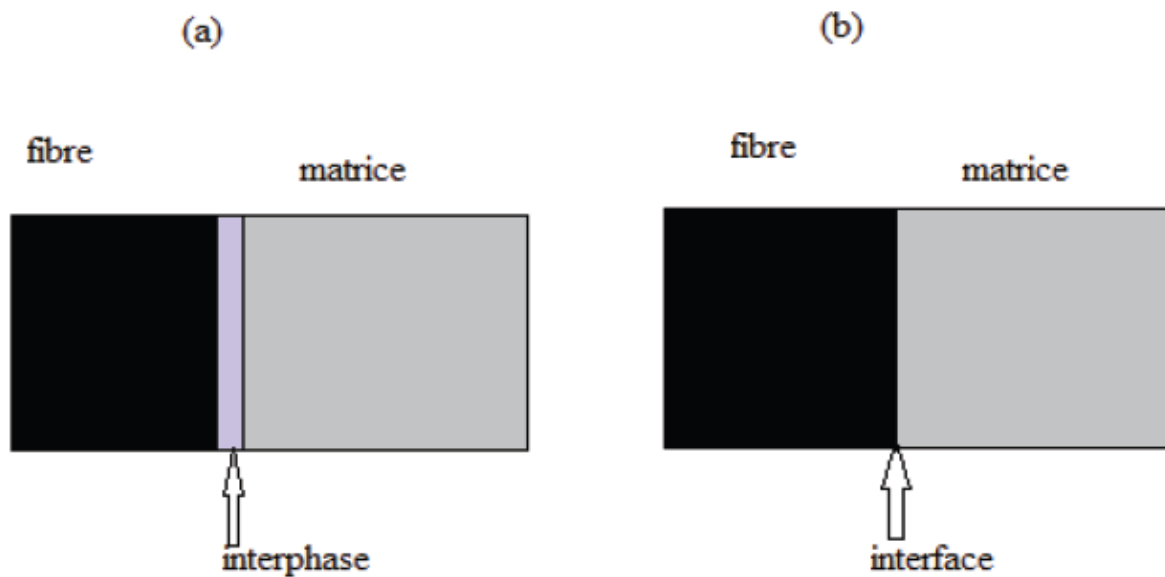 (a)
(b)
fibre
matrice
fibre
matrice
interphase
interface